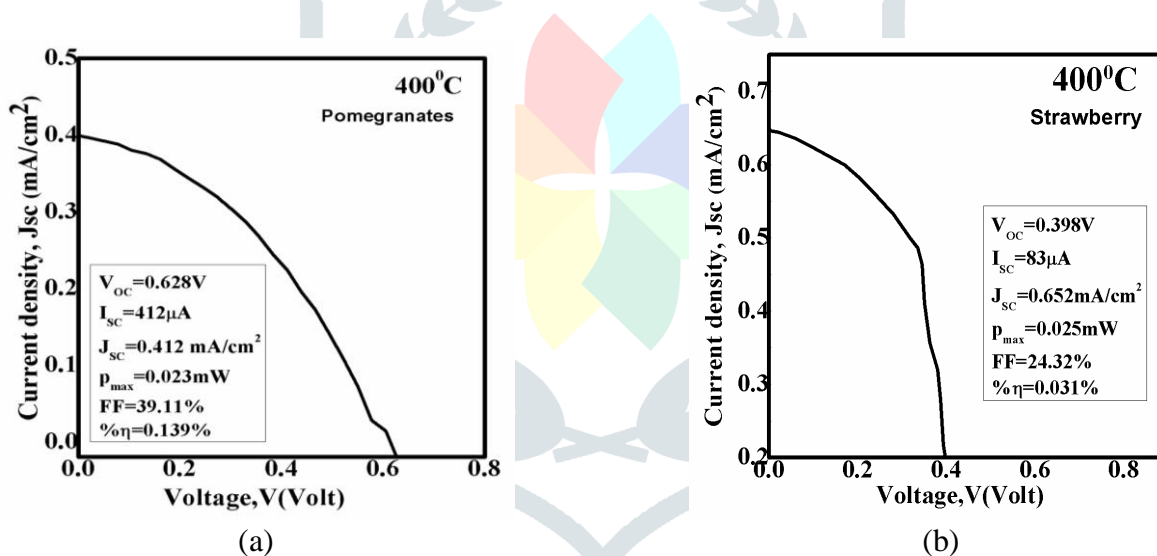 400⁰C
Pomegranates
0.5
0.4
0.3
0.2
0.1
0.0
Current density, Jsc (mA/cm²)
V_OC=0.628V
I_SC=412μA
J_SC=0.412 mA/cm²
p_max=0.023mW
FF=39.11%
%η=0.139%
0.0 0.2 0.4 0.6 0.8
Voltage,V(Volt)
(a)
400⁰C
Strawberry
0.7
0.6
0.5
0.4
0.3
0.2
Current density, Jsc (mA/cm²)
V_OC=0.398V
I_SC=83μA
J_SC=0.652mA/cm²
p_max=0.025mW
FF=24.32%
%η=0.031%
0.0 0.2 0.4 0.6 0.8
Voltage,V(Volt)
(b)